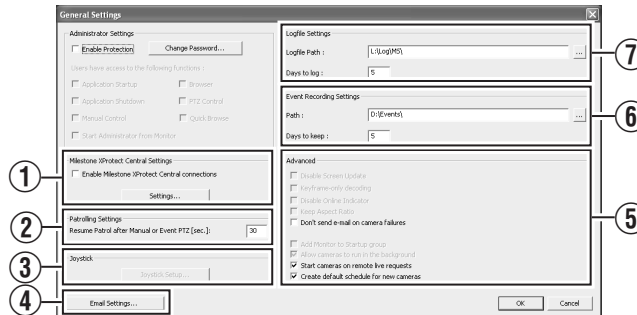 General Settings
Administrator Settings
Enable Protection
Change Password...
Users have access to the following functions :
Application Startup
Browser
Application Shutdown
PTZ Control
Manual Control
Quick Browse
Start Administrator from Monitor
Milestone XProtect Central Settings
Enable Milestone XProtect Central connections
Settings...
Patrolling Settings
Resume Patrol after Manual or Event PTZ [sec.]: 30
Joystick
Joystick Setup...
Email Settings...
Logfile Settings
Logfile Path : L:\Log\MS\ ...
Days to log : 5
Event Recording Settings
Path : D:\Events\ ...
Days to keep : 5
Advanced
Disable Screen Update
Keyframe-only decoding
Disable Online Indicator
Keep Aspect Ratio
Don't send e-mail on camera failures
Add Monitor to Startup group
Allow cameras to run in the background
Start cameras on remote live requests
Create default schedule for new cameras
OK
Cancel
1
2
3
4
7
6
5